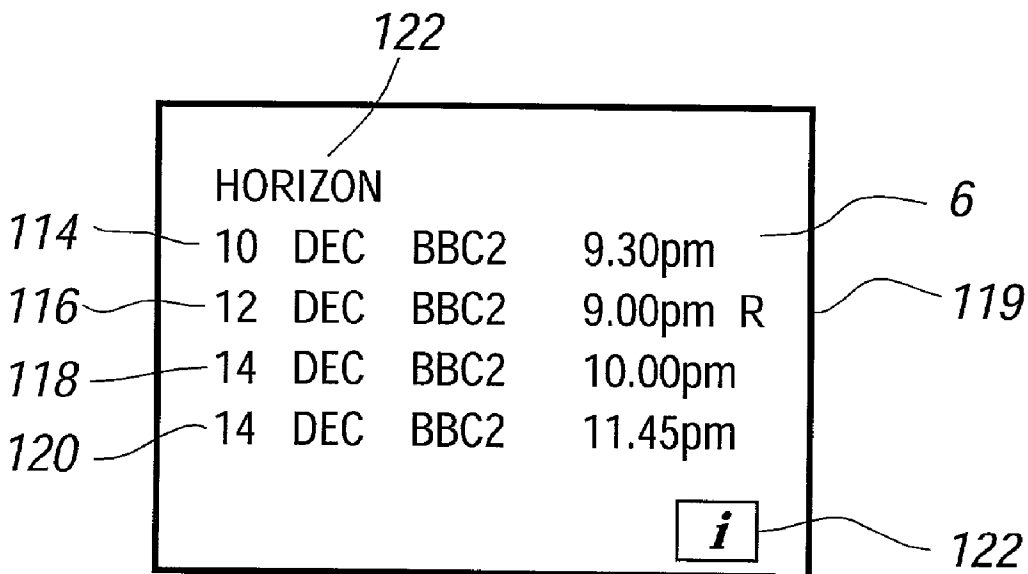 122
HORIZON
6
114 10 DEC BBC2 9.30pm
116 12 DEC BBC2 9.00pm R 119
118 14 DEC BBC2 10.00pm
120 14 DEC BBC2 11.45pm
i 122